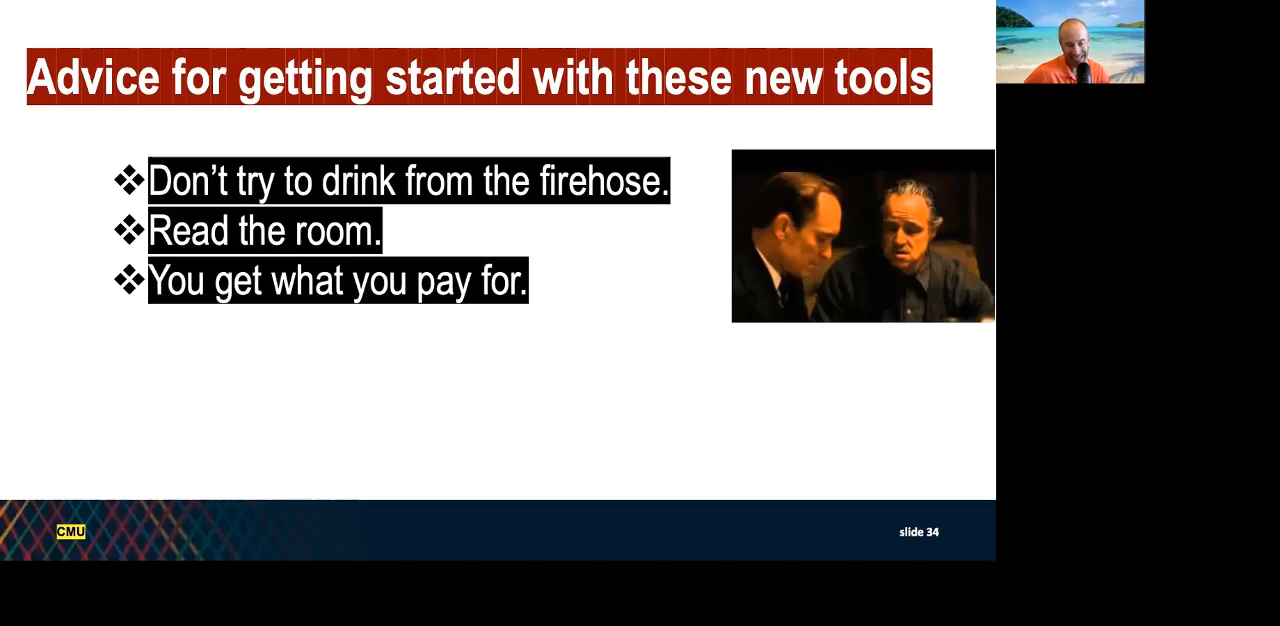 Advice for getting started with these new tools
❖Don't try to drink from the firehose.
❖Read the room.
❖You get what you pay for.
CMU
slide 34